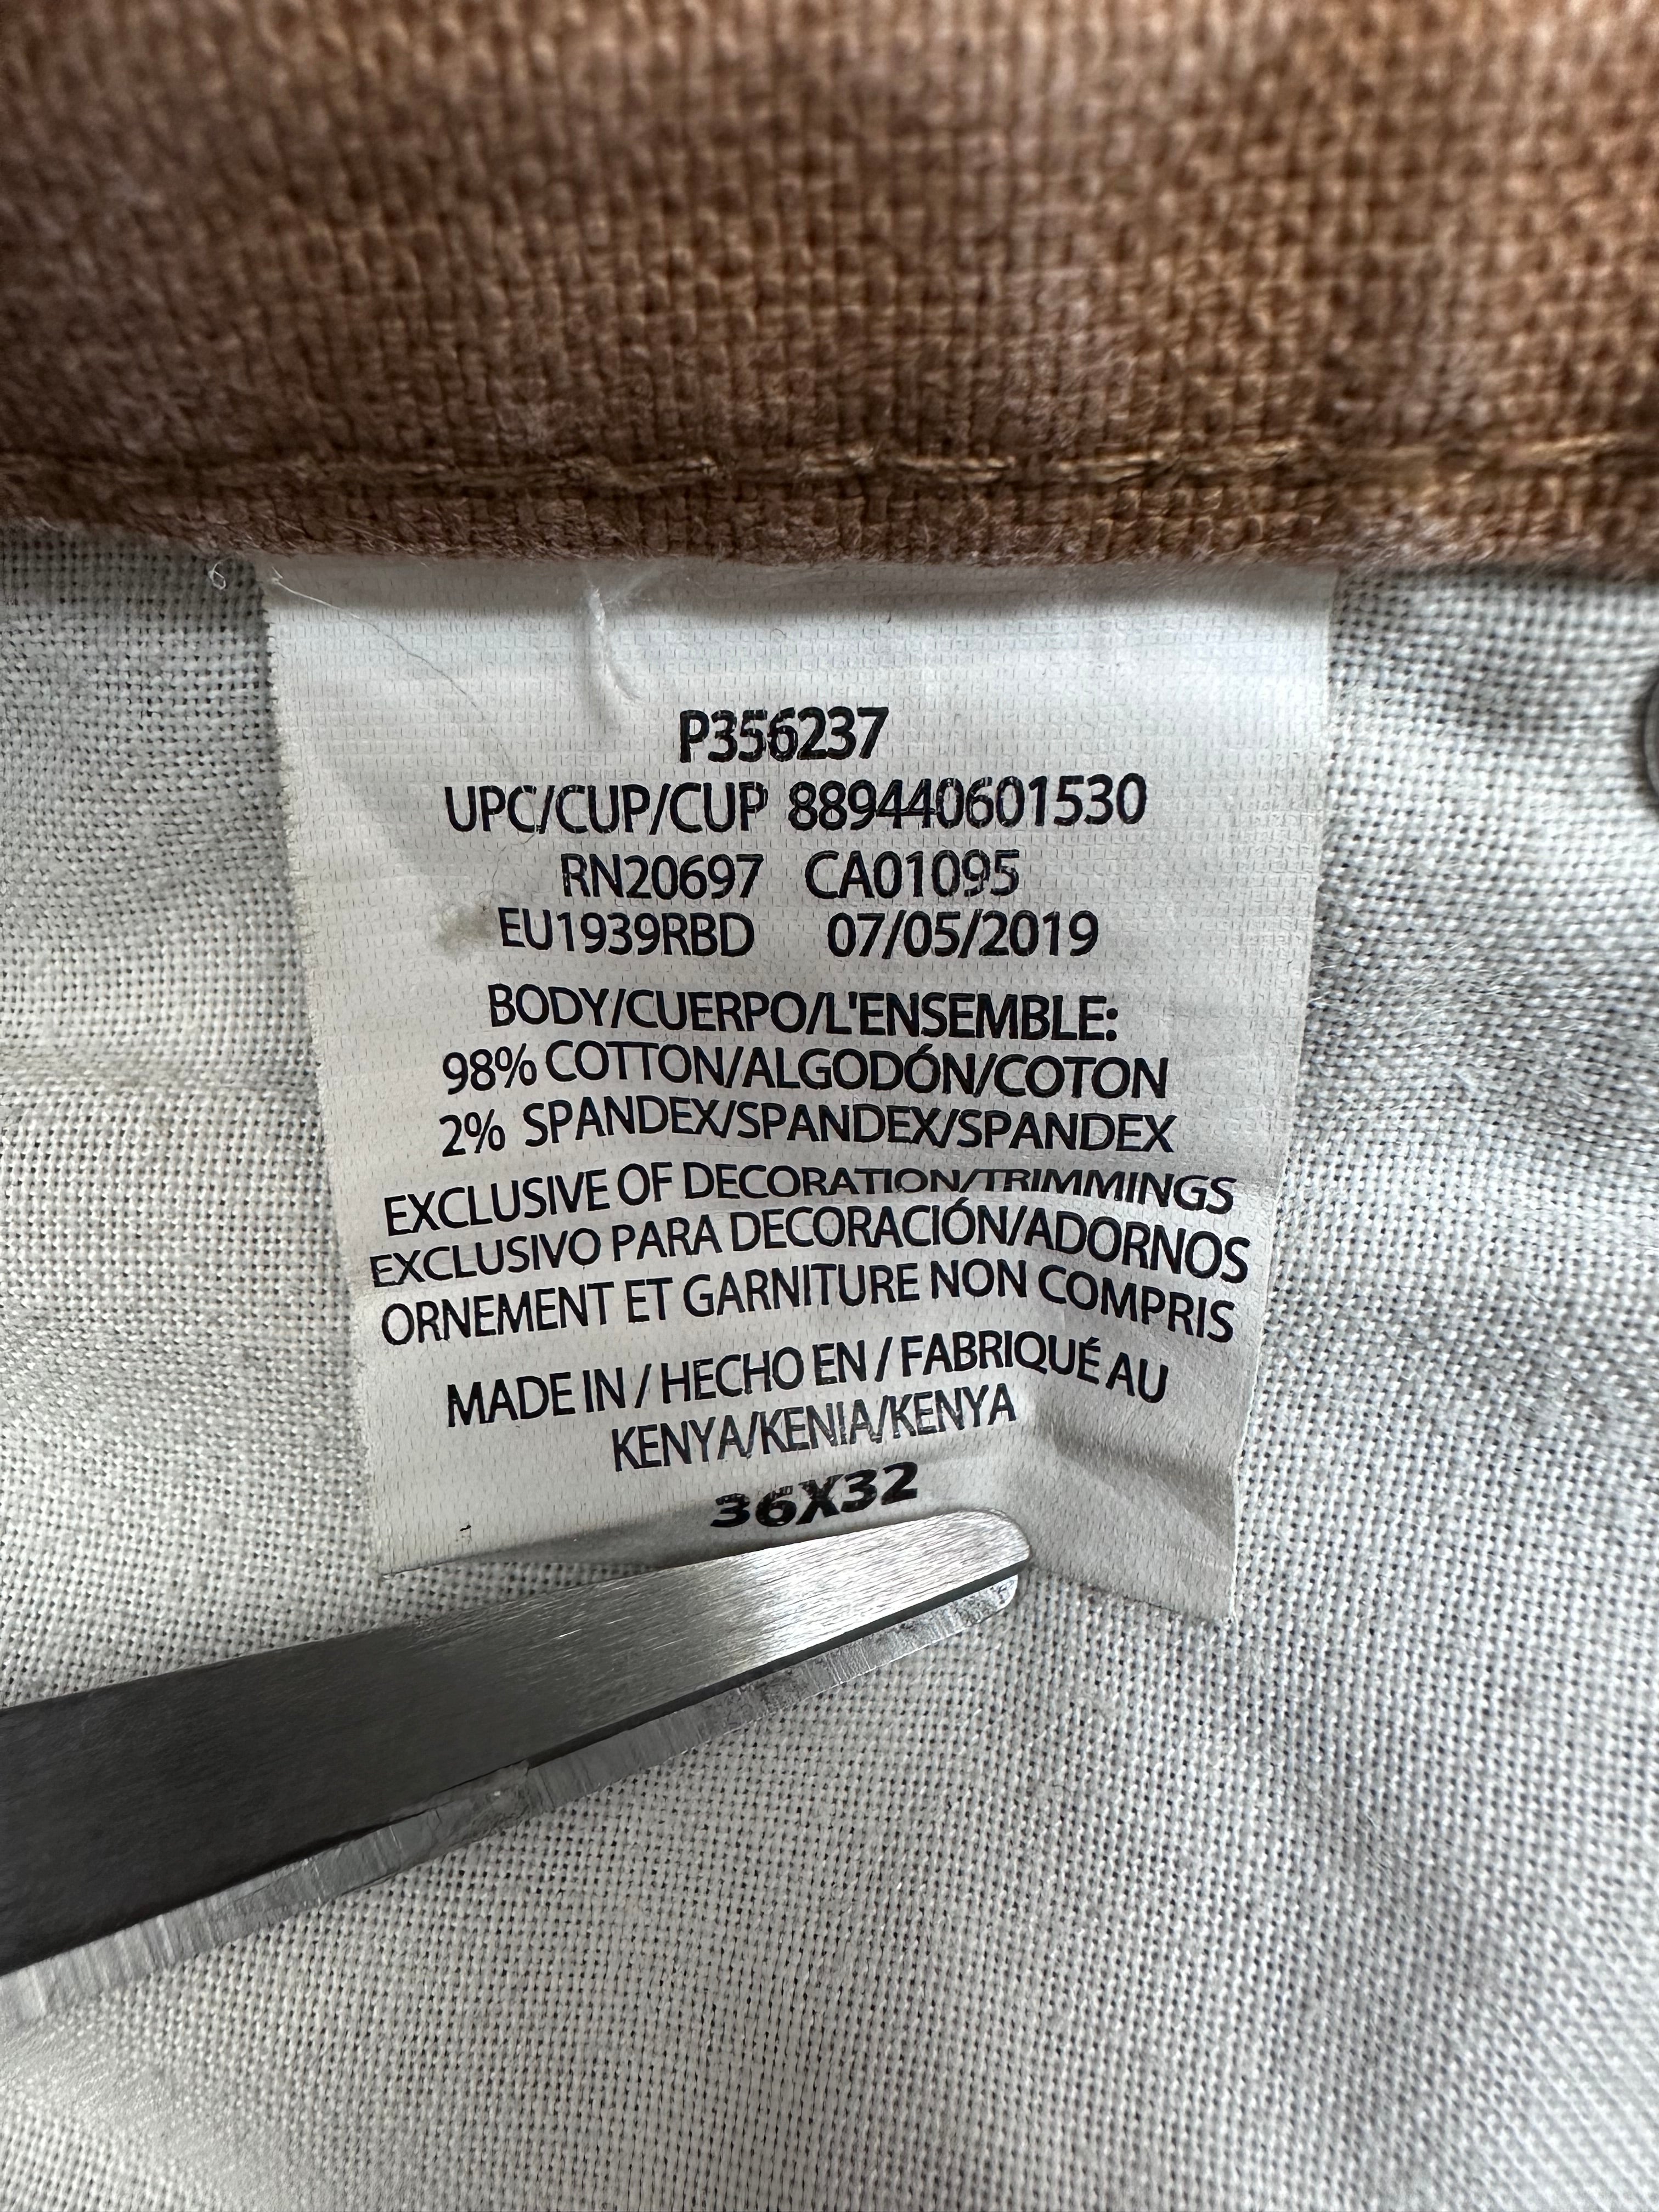 P356237
UPC/CUP/CUP 889440601530
RN20697 CA01095
EU1939RBD 07/05/2019
BODY/CUERPO/L'ENSEMBLE:
98% COTTON/ALGODÓN/COTON
2% SPANDEX/SPANDEX/SPANDEX
EXCLUSIVE OF DECORATION/TRIMMINGS
EXCLUSIVO PARA DECORACIÓN/ADORNOS
ORNEMENT ET GARNITURE NON COMPRIS
MADE IN / HECHO EN / FABRIQUÉ AU
KENYA/KENIA/KENYA
36X32